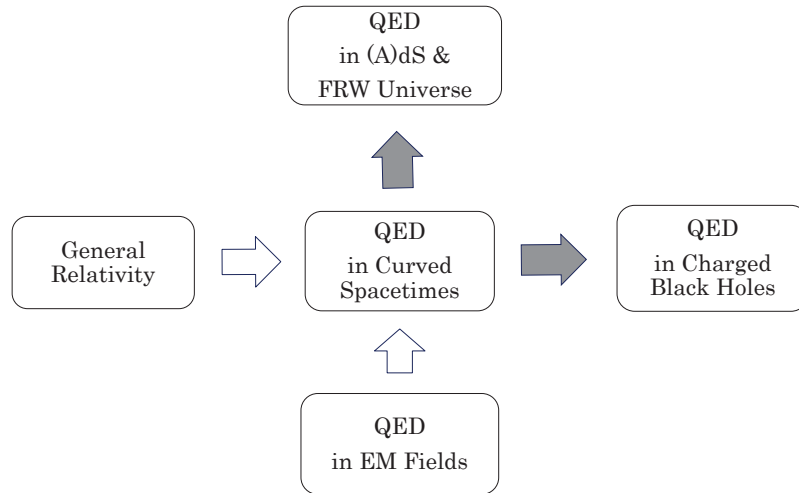 QED
in (A)dS &
FRW Universe
General
Relativity
QED
in Curved
Spacetimes
QED
in Charged
Black Holes
QED
in EM Fields